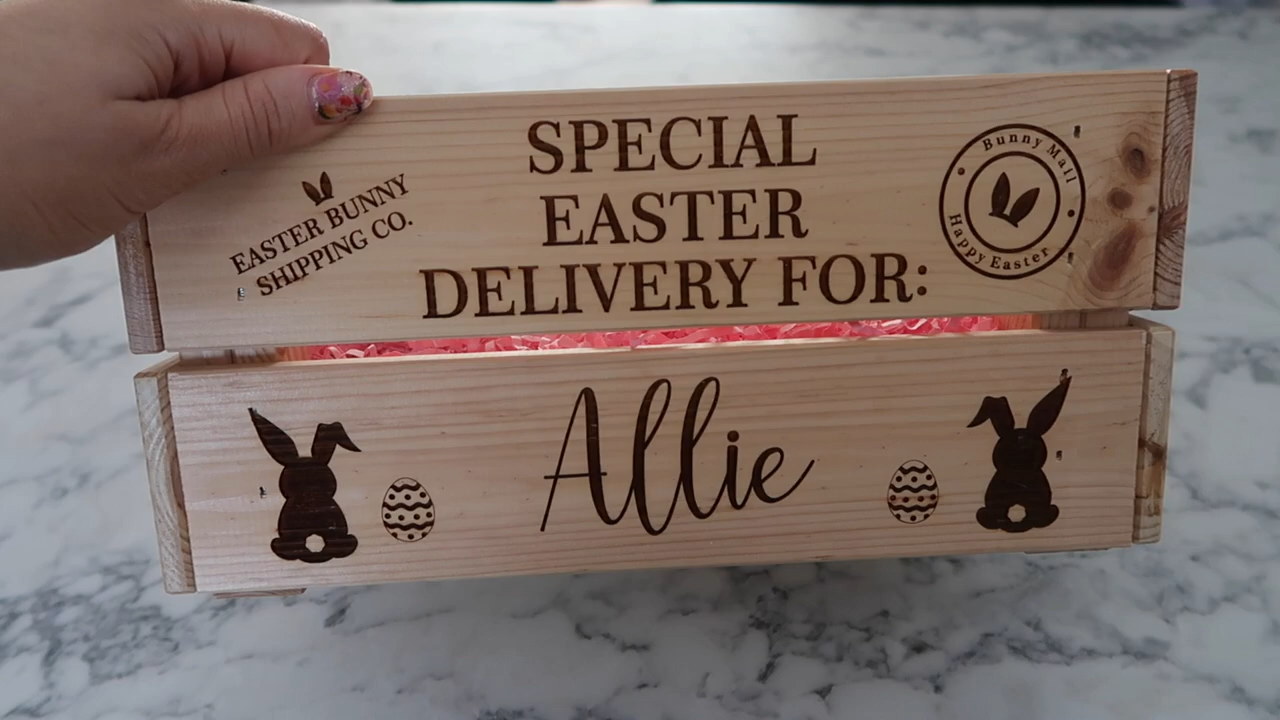 SPECIAL
EASTER
DELIVERY FOR:
EASTER BUNNY
SHIPPING CO.
Bunny Mail
Happy Easter
Allie